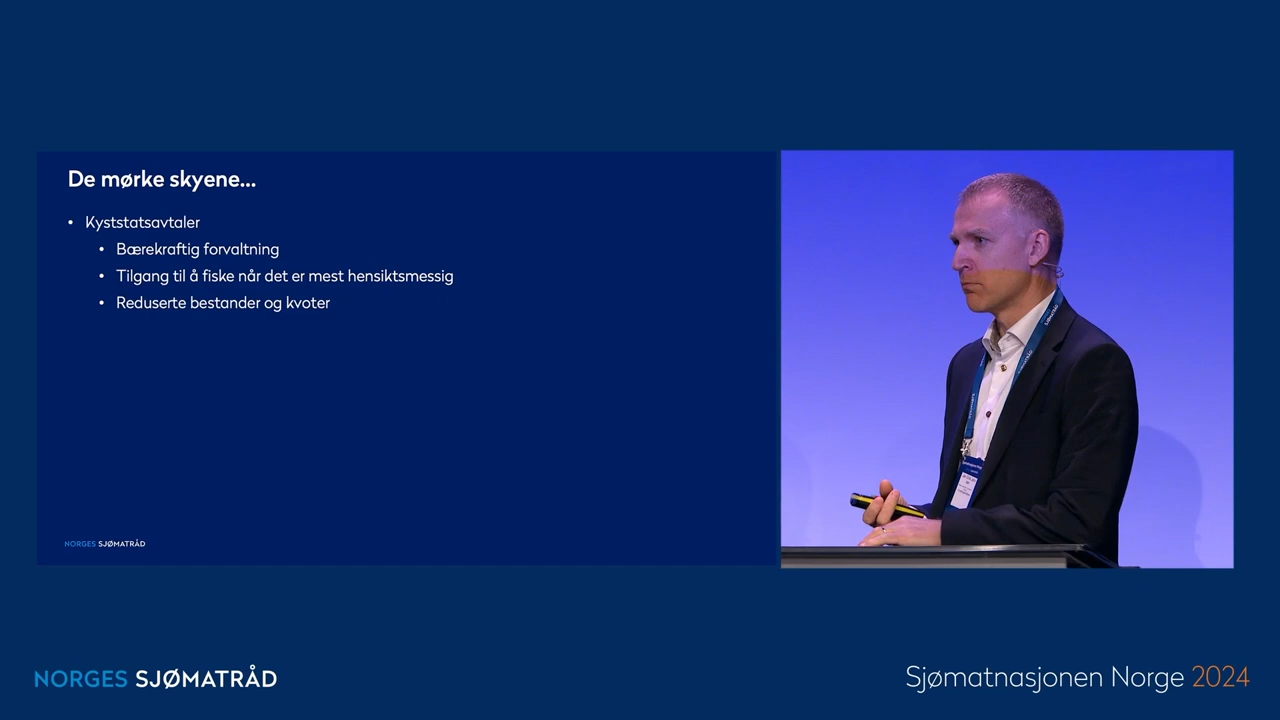 De mørke skyene...
• Kyststatsavtaler
• Bærekraftig forvaltning
• Tilgang til å fiske når det er mest hensiktsmessig
• Reduserte bestander og kvoter
NORGES SJØMATRÅD
NORGES SJØMATRÅD
Sjømatnasjonen Norge 2024